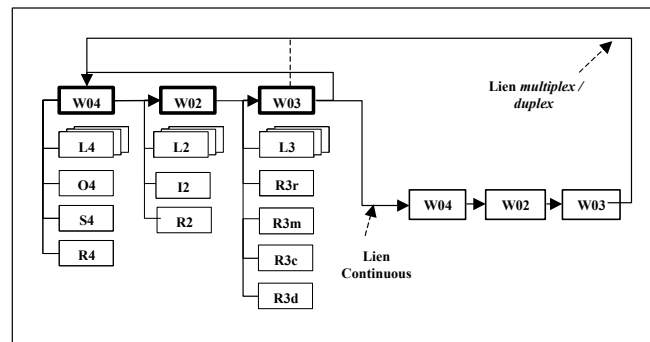 Lien multiplex /
duplex
W04 W02 W03
L4 L2 L3
O4 I2 R3r
S4 R2 R3m
R4 R3c
R3d
W04 W02 W03
Lien
Continuous